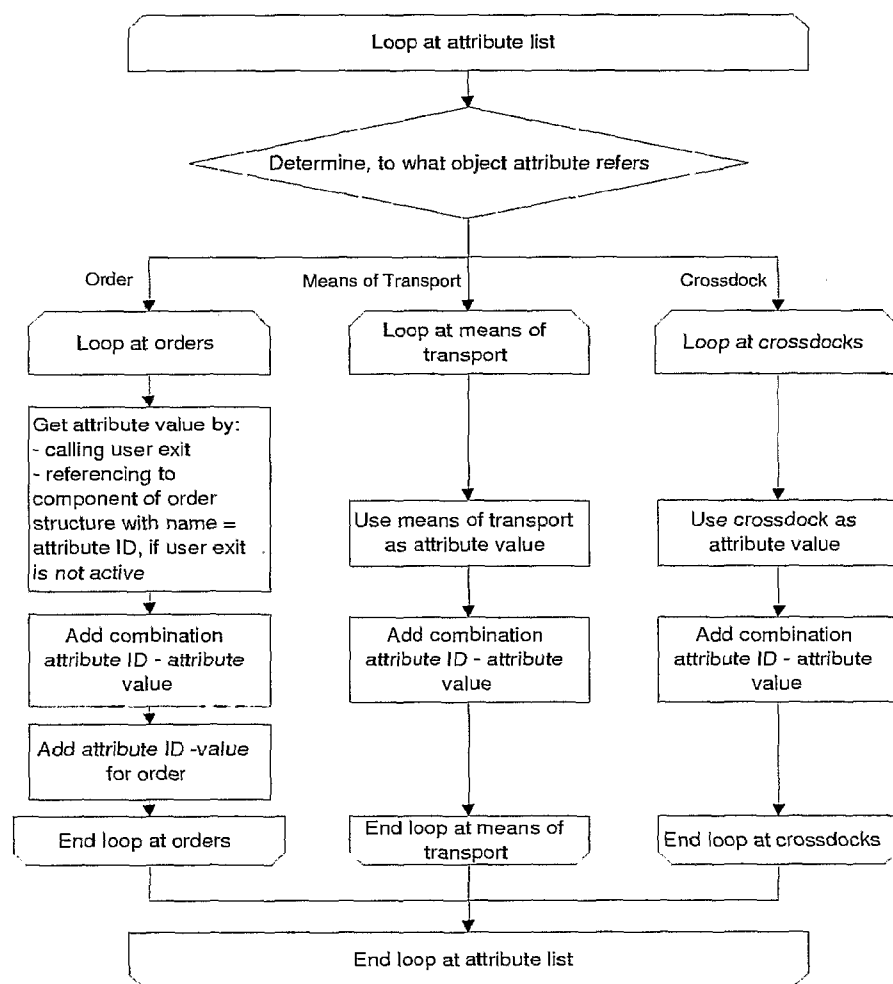 Loop at attribute list
Determine, to what object attribute refers
Order
Means of Transport
Crossdock
Loop at orders
Loop at means of
transport
Loop at crossdocks
Get attribute value by:
- calling user exit
- referencing to
component of order
structure with name =
attribute ID, if user exit
is not active
Use means of transport
as attribute value
Use crossdock as
attribute value
Add combination
attribute ID - attribute
value
Add combination
attribute ID - attribute
value
Add combination
attribute ID - attribute
value
Add attribute ID -value
for order
End loop at orders
End loop at means of
transport
End loop at crossdocks
End loop at attribute list